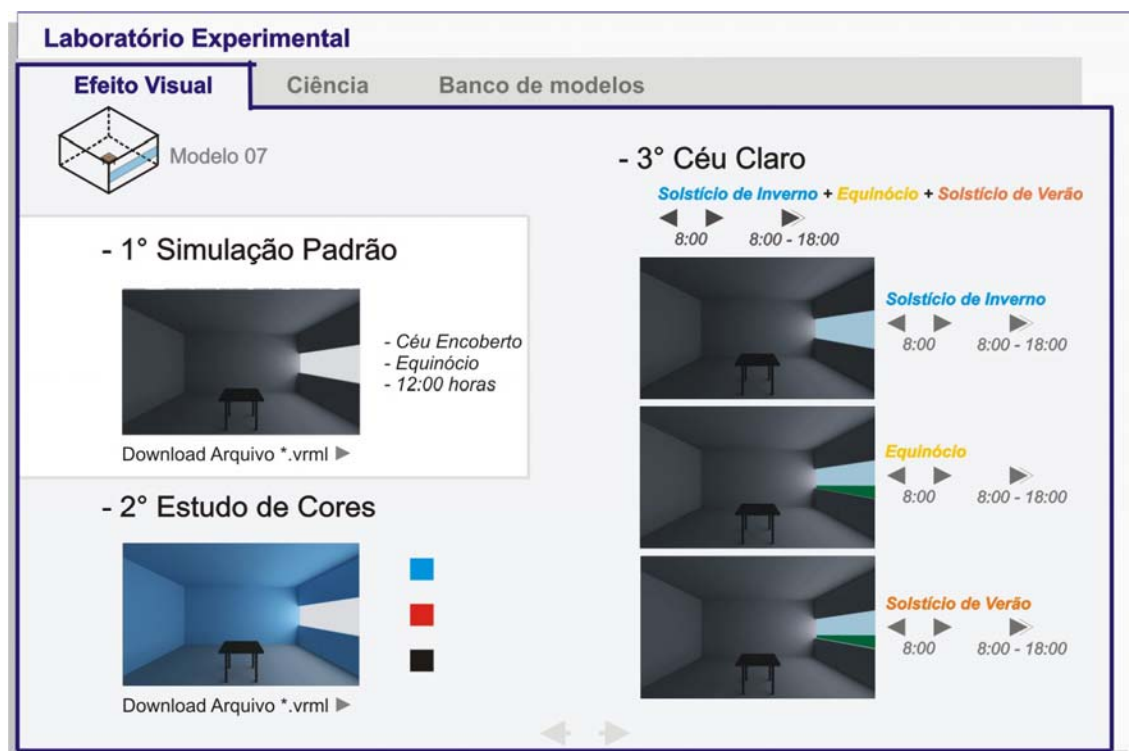 Laboratório Experimental
Efeito Visual
Ciência
Banco de modelos
Modelo 07
- 1° Simulação Padrão
- Céu Encoberto
- Equinócio
- 12:00 horas
Download Arquivo *.vrml
- 2° Estudo de Cores
Download Arquivo *.vrml
- 3° Céu Claro
Solstício de Inverno + Equinócio + Solstício de Verão
8:00 8:00 - 18:00
Solstício de Inverno
8:00 8:00 - 18:00
Equinócio
8:00 8:00 - 18:00
Solstício de Verão
8:00 8:00 - 18:00